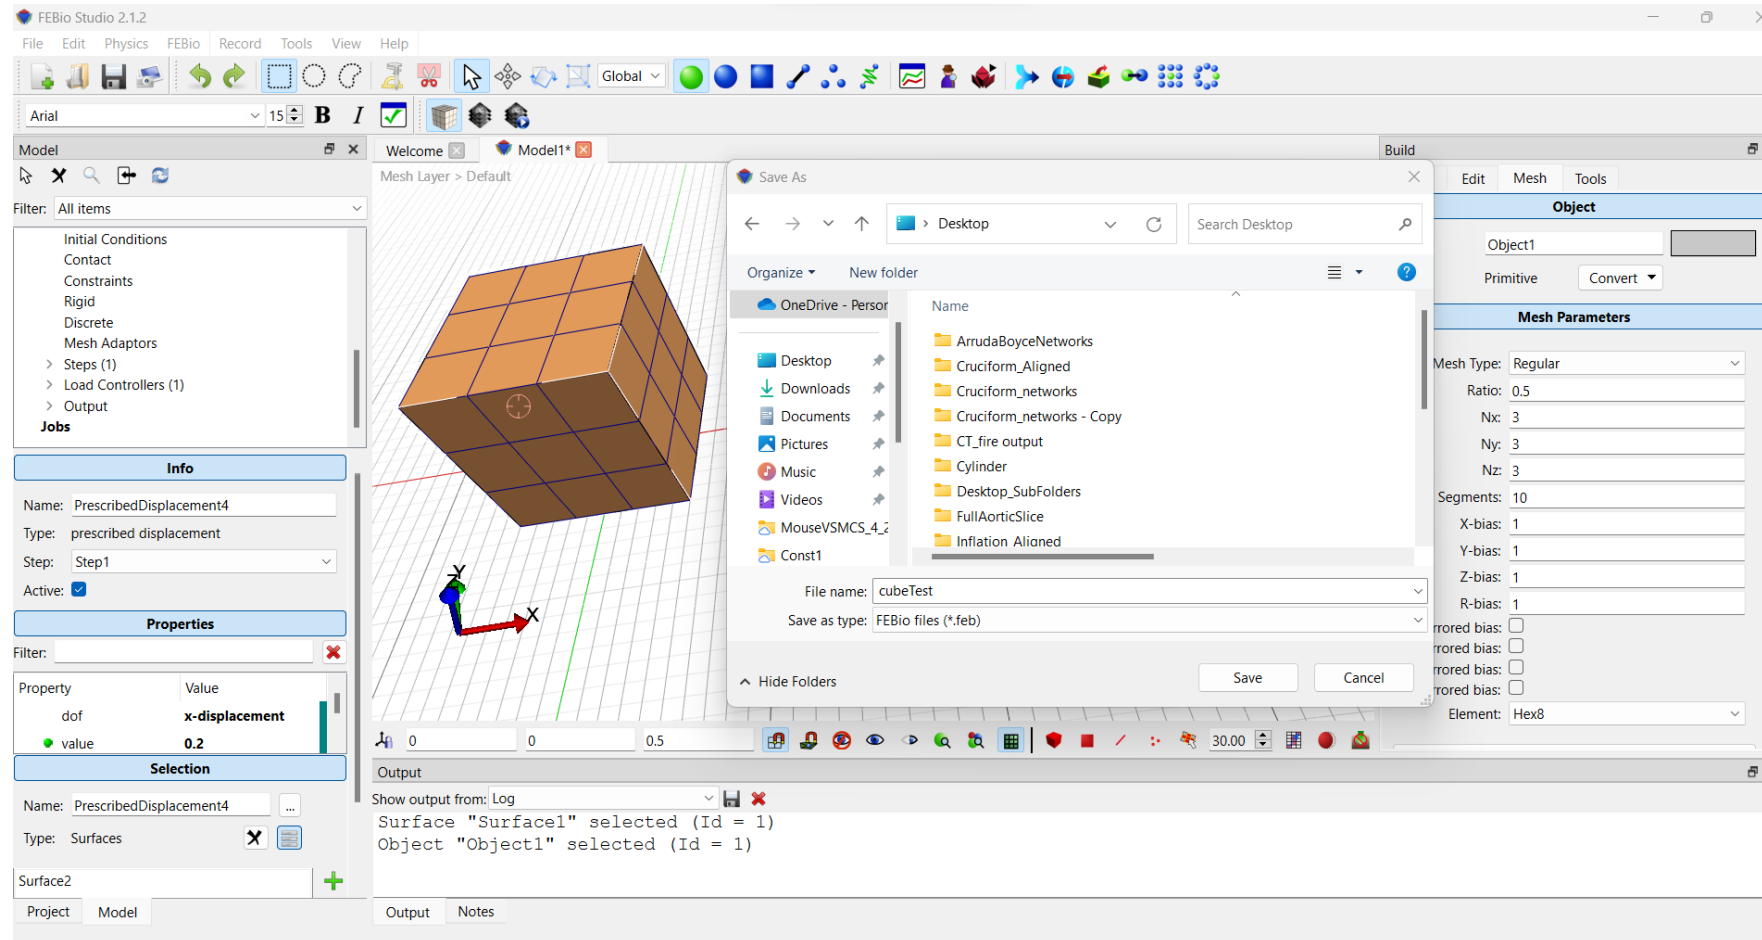 FEBio Studio 2.1.2
File Edit Physics FEBio Record Tools View Help
Global
Arial 15 B I
Model
Filter: All items
Initial Conditions
Contact
Constraints
Rigid
Discrete
Mesh Adaptors
Steps (1)
Load Controllers (1)
Output
Jobs
Info
Name: PrescribedDisplacement4
Type: prescribed displacement
Step: Step1
Active:
Properties
Filter:
Property Value
dof x-displacement
value 0.2
Selection
Name: PrescribedDisplacement4 ...
Type: Surfaces
Surface2
Project Model
Welcome Model1*
Mesh Layer > Default
Z Y
X
Save As
Desktop
Search Desktop
Organize New folder
OneDrive - Person
Desktop
Downloads
Documents
Pictures
Music
Videos
MouseVSMCS_4_2
Const1
Name
ArrudaBoyceNetworks
Cruciform_Aligned
Cruciform_networks
Cruciform_networks - Copy
CT_fire output
Cylinder
Desktop_SubFolders
FullAorticSlice
Inflation Aligned
File name: cubeTest
Save as type: FEBio files (*.feb)
Hide Folders
Save Cancel
0 0 0.5 30.00
Output
Show output from: Log
Surface "Surface1" selected (Id = 1)
Object "Object1" selected (Id = 1)
Output Notes
Build
Edit Mesh Tools
Object
Object1
Primitive Convert
Mesh Parameters
Mesh Type: Regular
Ratio: 0.5
Nx: 3
Ny: 3
Nz: 3
Segments: 10
X-bias: 1
Y-bias: 1
Z-bias: 1
R-bias: 1
rrored bias:
rrored bias:
rrored bias:
rrored bias:
Element: Hex8